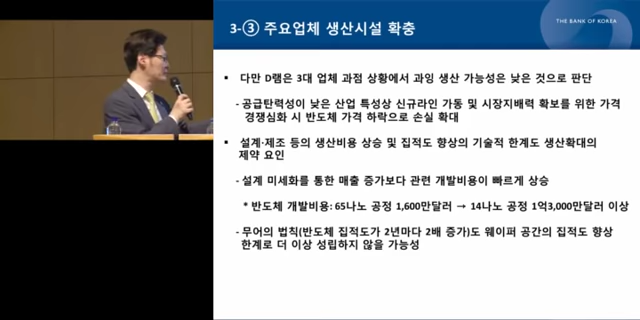 3-③ 주요업체 생산시설 확충
THE BANK OF KOREA
▪ 다만 D램은 3대 업체 과점 상황에서 과잉 생산 가능성은 낮은 것으로 판단
- 공급탄력성이 낮은 산업 특성상 신규라인 가동 및 시장지배력 확보를 위한 가격
경쟁심화 시 반도체 가격 하락으로 손실 확대
▪ 설계·제조 등의 생산비용 상승 및 집적도 향상의 기술적 한계도 생산확대의
제약 요인
- 설계 미세화를 통한 매출 증가보다 관련 개발비용이 빠르게 상승
* 반도체 개발비용: 65나노 공정 1,600만달러 → 14나노 공정 1억3,000만달러 이상
- 무어의 법칙(반도체 집적도가 2년마다 2배 증가)도 웨이퍼 공간의 집적도 향상
한계로 더 이상 성립하지 않을 가능성